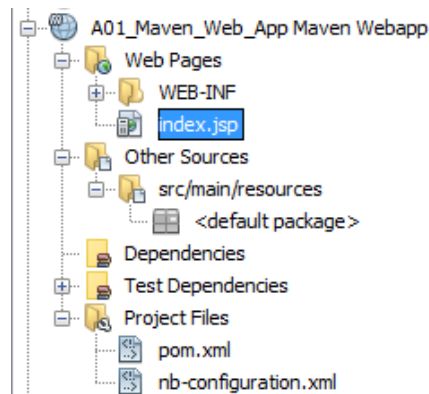 A01_Maven_Web_App Maven Webapp
Web Pages
WEB-INF
index.jsp
Other Sources
src/main/resources
<default package>
Dependencies
Test Dependencies
Project Files
pom.xml
nb-configuration.xml